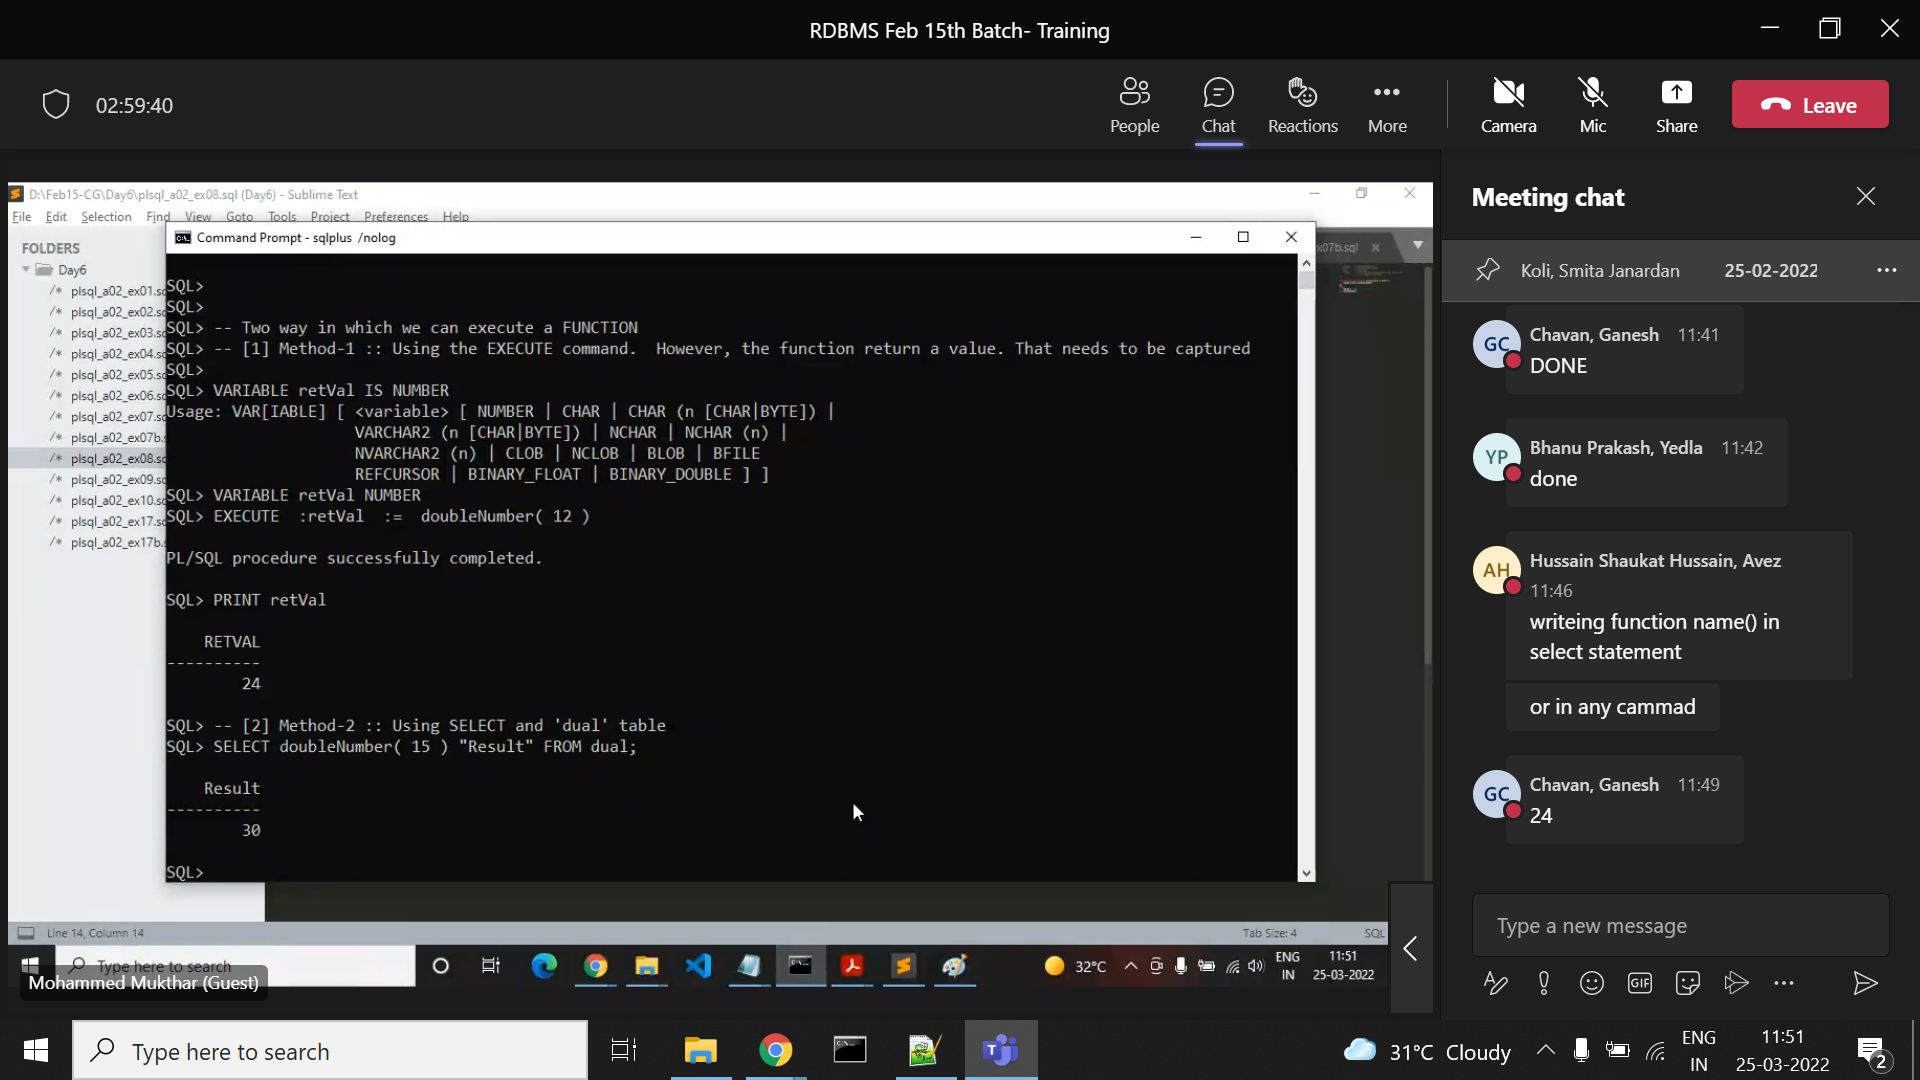 RDBMS Feb 15th Batch- Training
02:59:40
People
Chat
Reactions
More
Camera
Mic
Share
Leave
D:\Feb15-CG\Day6\plsql_a02_ex08.sql (Day6) - Sublime Text
File Edit Selection Find View Goto Tools Project Preferences Help
FOLDERS
Day6
/* plsql_a02_ex01.s
/* plsql_a02_ex02.s
/* plsql_a02_ex03.s
/* plsql_a02_ex04.s
/* plsql_a02_ex05.s
/* plsql_a02_ex06.s
/* plsql_a02_ex07.s
/* plsql_a02_ex07b.
/* plsql_a02_ex08.s
/* plsql_a02_ex09.s
/* plsql_a02_ex10.s
/* plsql_a02_ex17.s
/* plsql_a02_ex17b.
x07b.sql
Command Prompt - sqlplus /nolog
SQL>
SQL>
SQL> -- Two way in which we can execute a FUNCTION
SQL> -- [1] Method-1 :: Using the EXECUTE command.  However, the function return a value. That needs to be captured
SQL>
SQL> VARIABLE retVal IS NUMBER
Usage: VAR[IABLE] [ <variable> [ NUMBER | CHAR | CHAR (n [CHAR|BYTE]) |
VARCHAR2 (n [CHAR|BYTE]) | NCHAR | NCHAR (n) |
NVARCHAR2 (n) | CLOB | NCLOB | BLOB | BFILE
REFCURSOR | BINARY_FLOAT | BINARY_DOUBLE ] ]
SQL> VARIABLE retVal NUMBER
SQL> EXECUTE  :retVal  :=  doubleNumber( 12 )
PL/SQL procedure successfully completed.
SQL> PRINT retVal
RETVAL
----------
24
SQL> -- [2] Method-2 :: Using SELECT and 'dual' table
SQL> SELECT doubleNumber( 15 ) "Result" FROM dual;
Result
----------
30
SQL>
Line 14, Column 14
Tab Size: 4
SQL
Type here to search
32°C
ENG
IN
11:51
25-03-2022
Mohammed Mukthar (Guest)
Meeting chat
Koli, Smita Janardan 25-02-2022
GC
Chavan, Ganesh 11:41
DONE
YP
Bhanu Prakash, Yedla 11:42
done
AH
Hussain Shaukat Hussain, Avez
11:46
writeing function name() in
select statement
or in any cammad
GC
Chavan, Ganesh 11:49
24
Type a new message
GIF
Type here to search
31°C Cloudy
ENG
IN
11:51
25-03-2022
2